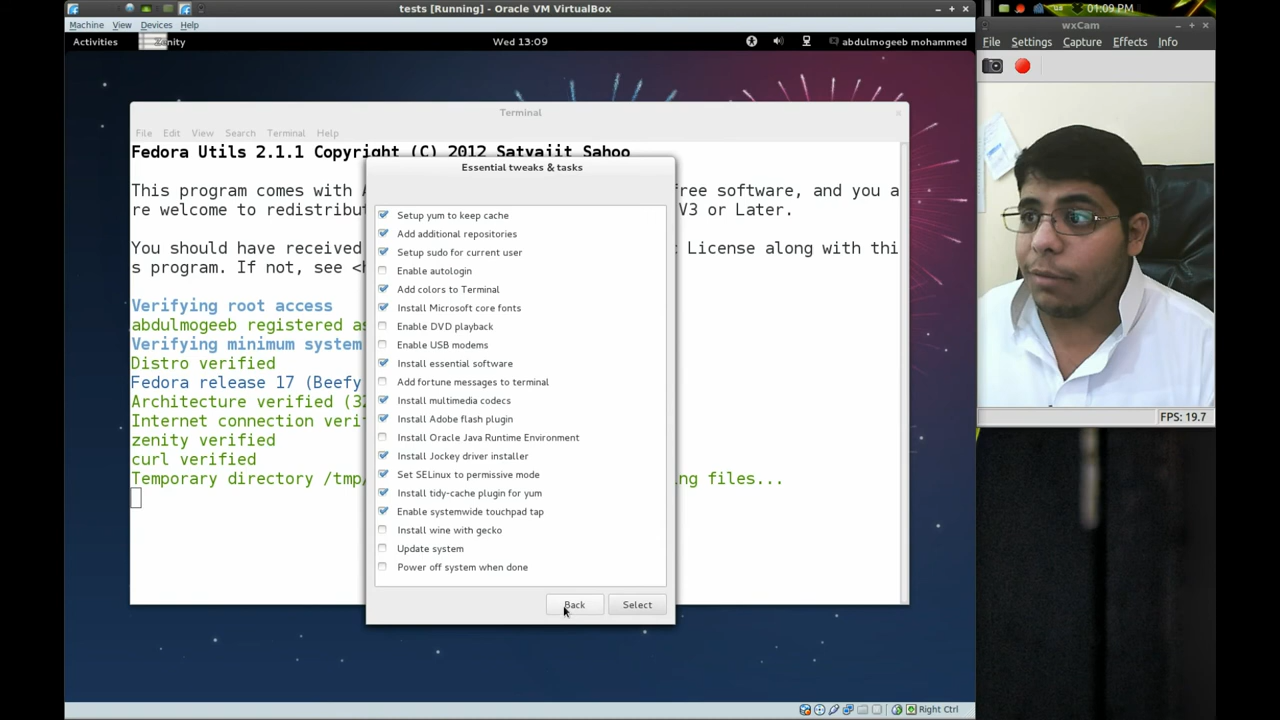 tests [Running] - Oracle VM VirtualBox
Machine View Devices Help
Activities
Wed 13:09
abdulmogeeb mohammed
01:09 PM
wxCam
File Settings Capture Effects Info
Terminal
File Edit View Search Terminal Help
Fedora Utils 2.1.1 Copyright (C) 2012 Satyajit Sahoo
This program comes with A
ree software, and you a
re welcome to redistribut
V3 or Later.
You should have received
c License along with thi
s program. If not, see <h
Verifying root access
abdulmogeeb registered as
Verifying minimum system
Distro verified
Fedora release 17 (Beefy
Architecture verified (32
Internet connection veri
zenity verified
curl verified
Temporary directory /tmp/
ng files...
Essential tweaks & tasks
Setup yum to keep cache
Add additional repositories
Setup sudo for current user
Enable autologin
Add colors to Terminal
Install Microsoft core fonts
Enable DVD playback
Enable USB modems
Install essential software
Add fortune messages to terminal
Install multimedia codecs
Install Adobe flash plugin
Install Oracle Java Runtime Environment
Install Jockey driver installer
Set SELinux to permissive mode
Install tidy-cache plugin for yum
Enable systemwide touchpad tap
Install wine with gecko
Update system
Power off system when done
Back Select
FPS: 19.7
Right Ctrl